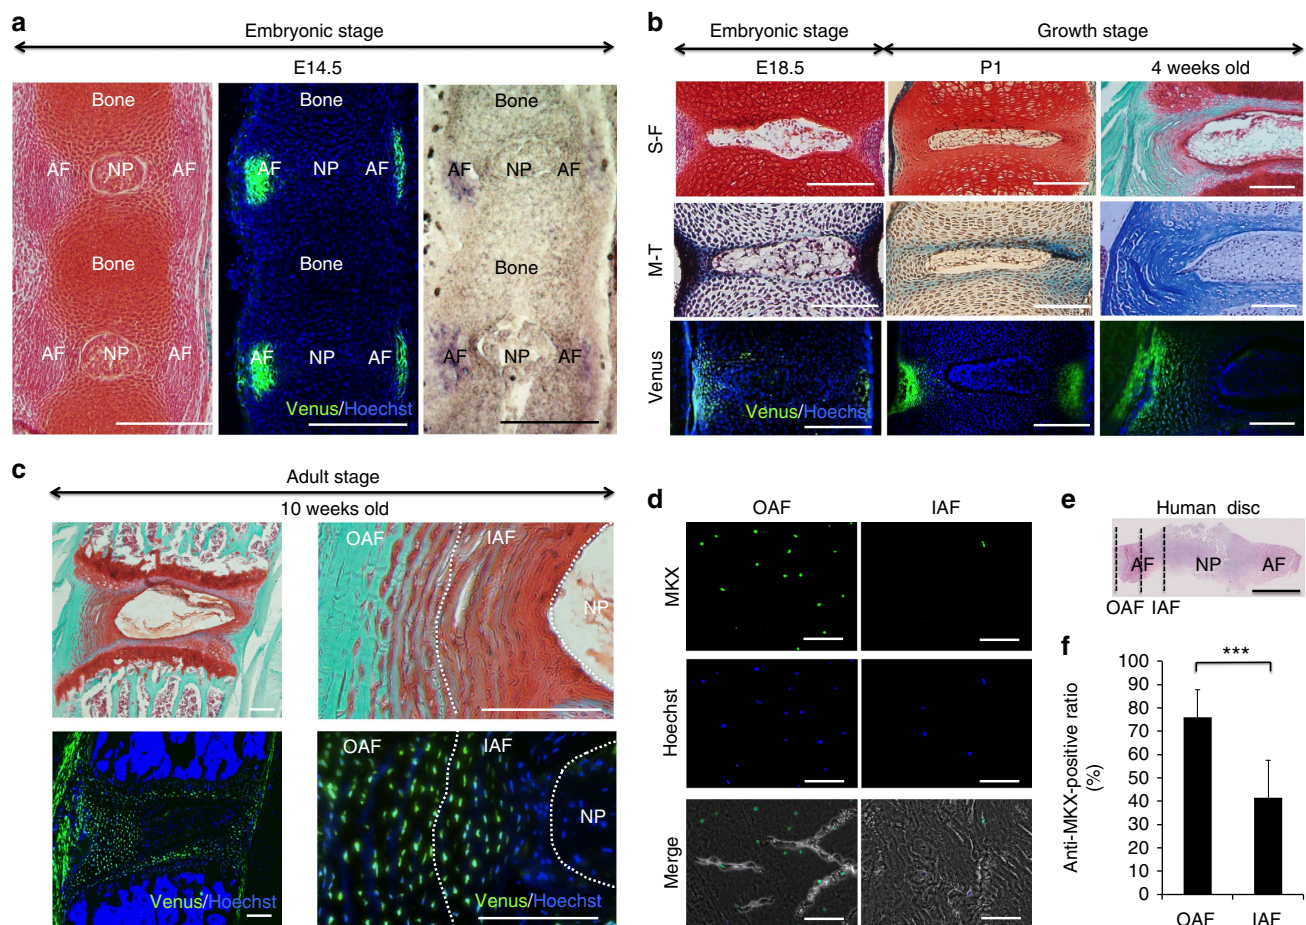 a
Embryonic stage
E14.5
Bone
AF NP AF
Bone
AF NP AF
Bone
AF NP AF
Bone
AF NP AF
Venus/Hoechst
Bone
AF NP AF
Bone
AF NP AF
b
Embryonic stage Growth stage
E18.5 P1 4 weeks old
S-F
M-T
Venus
Venus/Hoechst
c
Adult stage
10 weeks old
OAF IAF
NP
Venus/Hoechst
OAF IAF
NP
Venus/Hoechst
d
OAF IAF
MKX
Hoechst
Merge
e
Human disc
AF NP AF
OAF IAF
f
***
Anti-MKX-positive ratio
(%)
100
90
80
70
60
50
40
30
20
10
0
OAF IAF